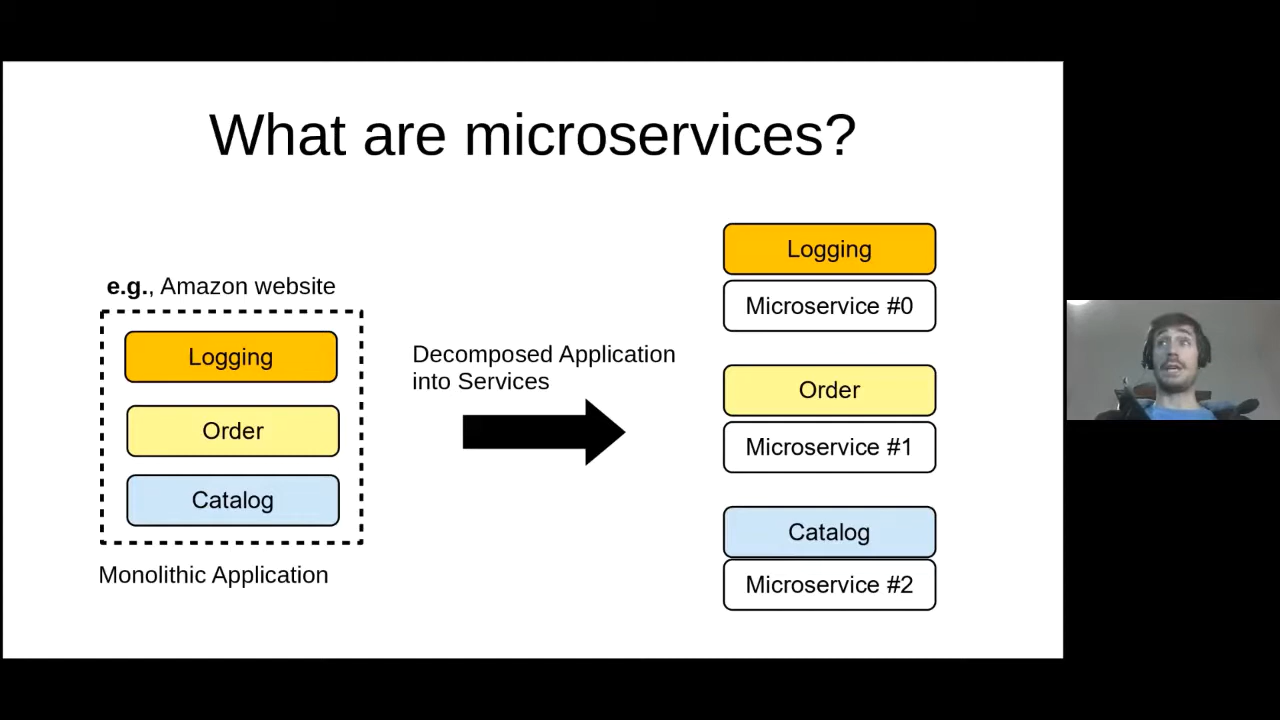 What are microservices?
e.g., Amazon website
Logging
Order
Catalog
Monolithic Application
Decomposed Application
into Services
Logging
Microservice #0
Order
Microservice #1
Catalog
Microservice #2